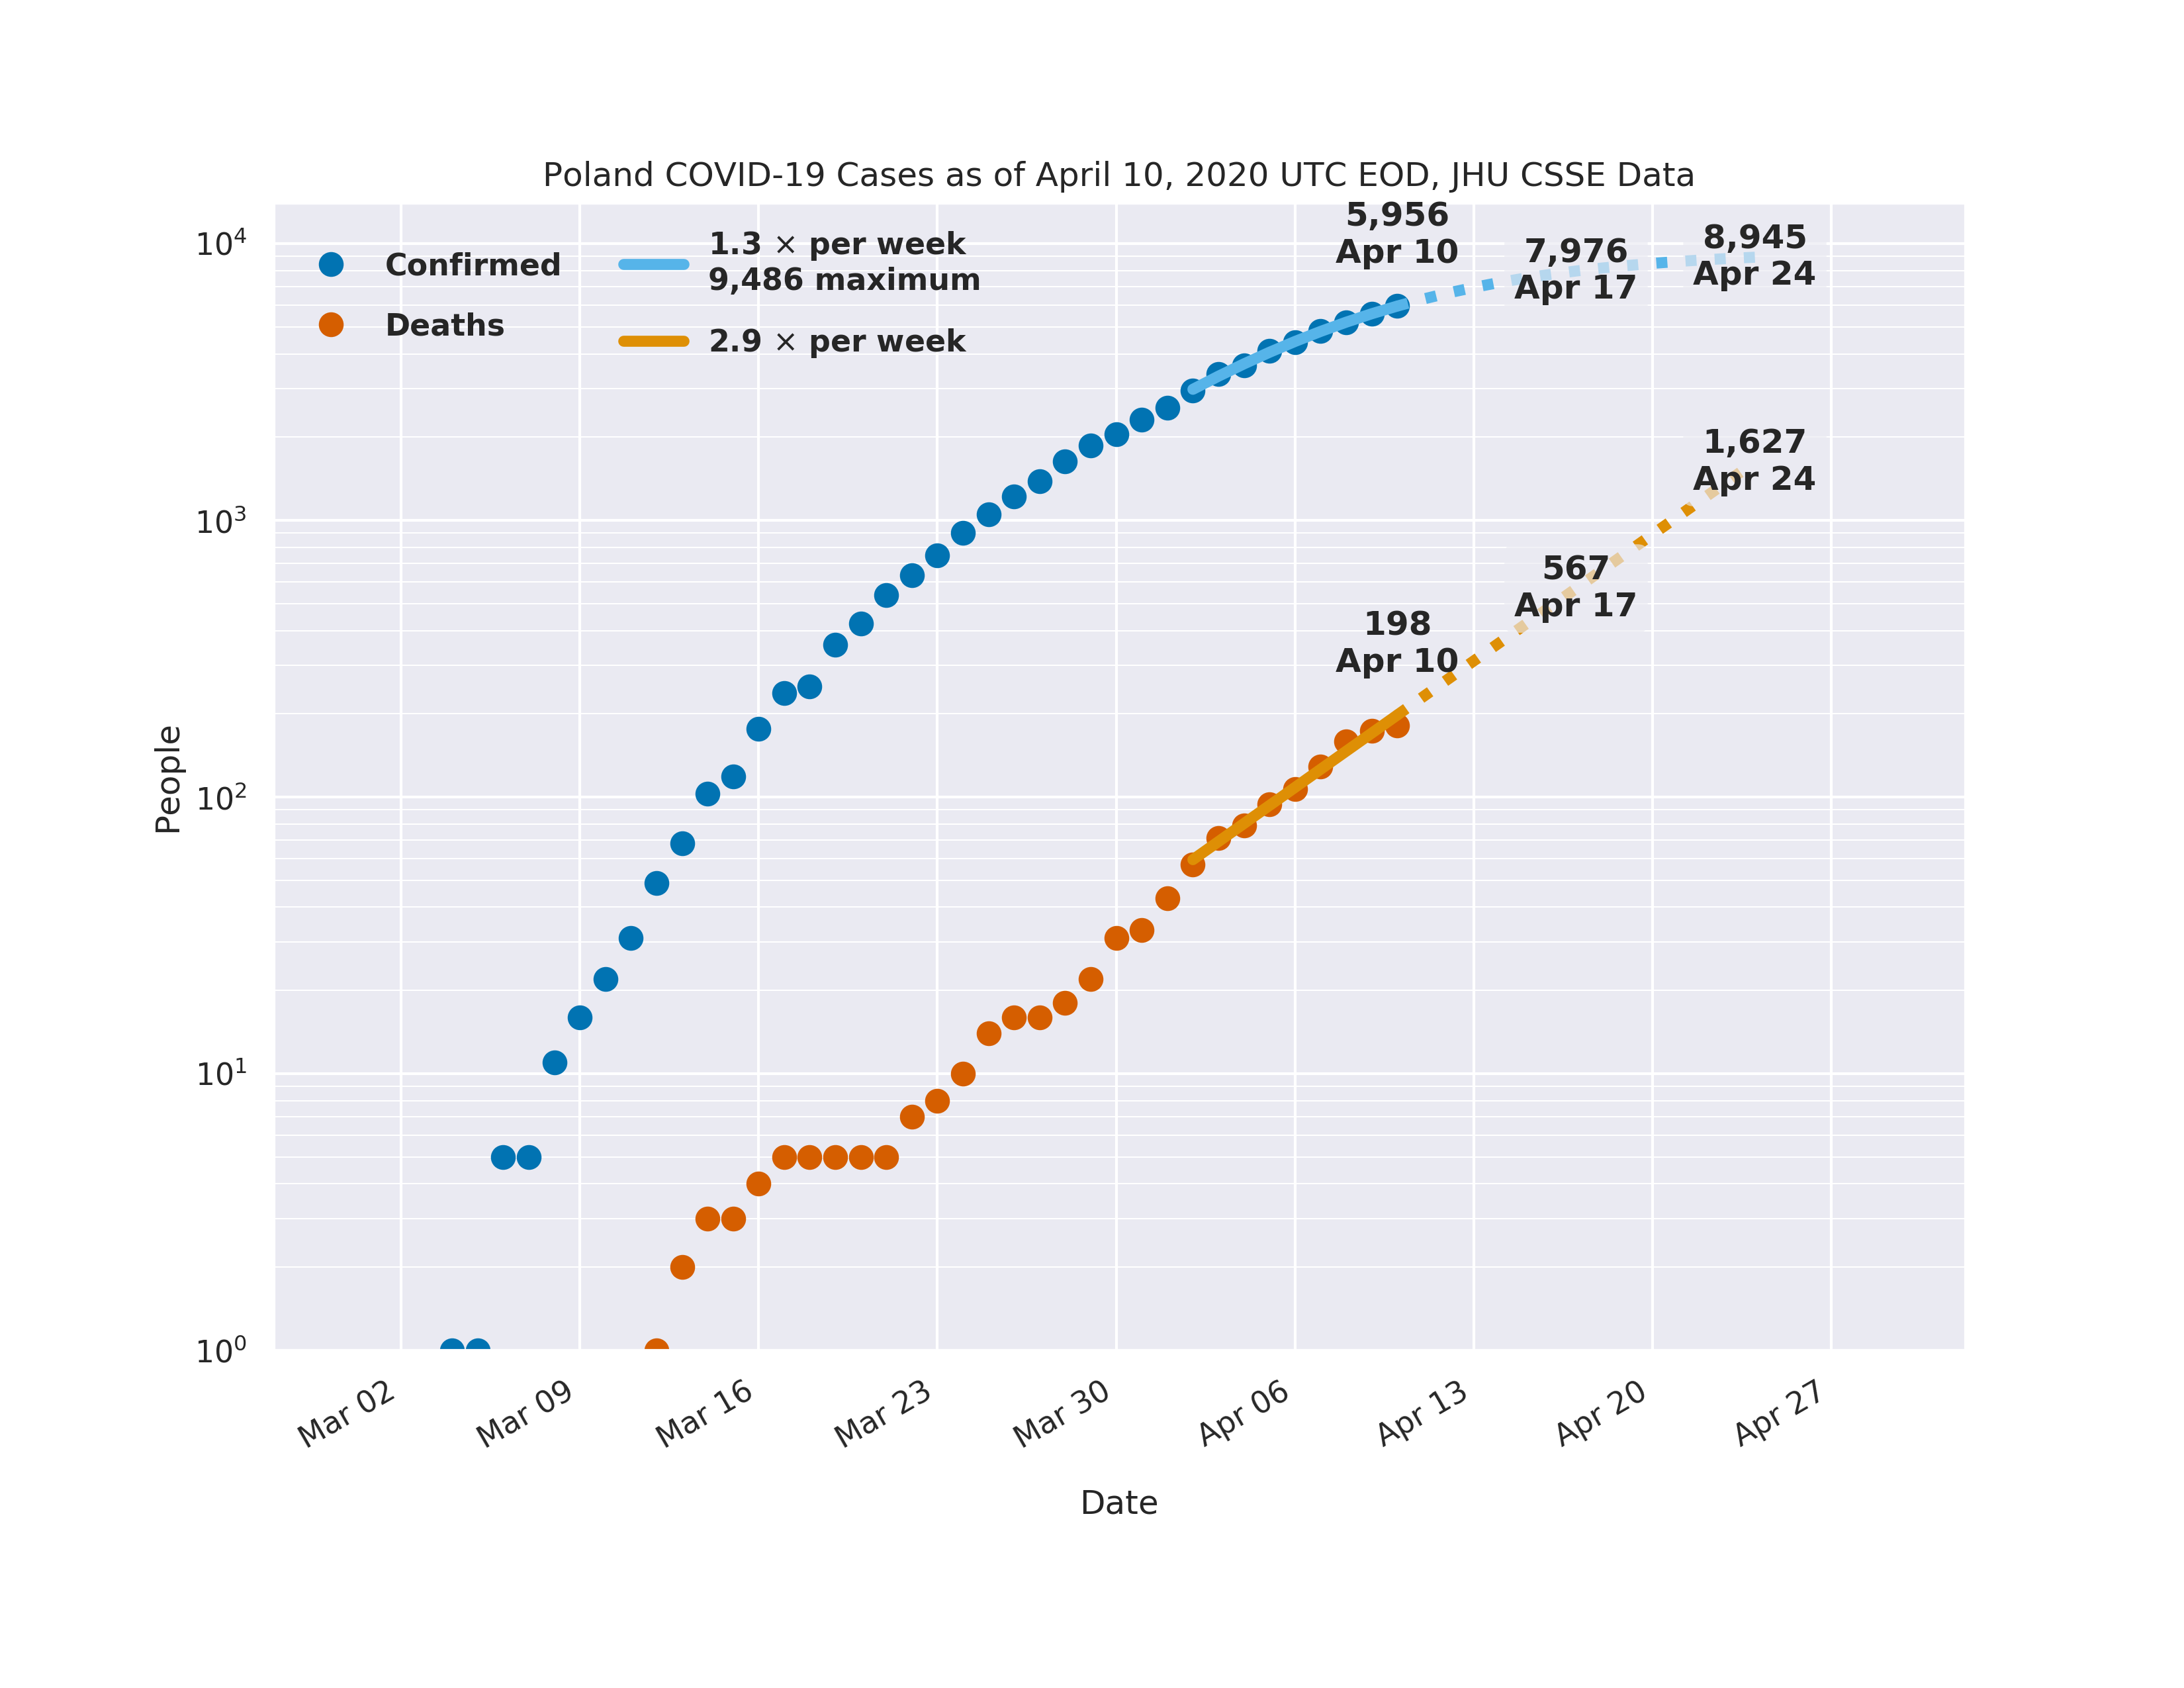 Poland COVID-19 Cases as of April 10, 2020 UTC EOD, JHU CSSE Data
Confirmed
Deaths
1.3 × per week
9,486 maximum
2.9 × per week
5,956
Apr 10
7,976
Apr 17
8,945
Apr 24
1,627
Apr 24
567
Apr 17
198
Apr 10
People
10⁴
10³
10²
10¹
10⁰
Mar 02
Mar 09
Mar 16
Mar 23
Mar 30
Apr 06
Apr 13
Apr 20
Apr 27
Date